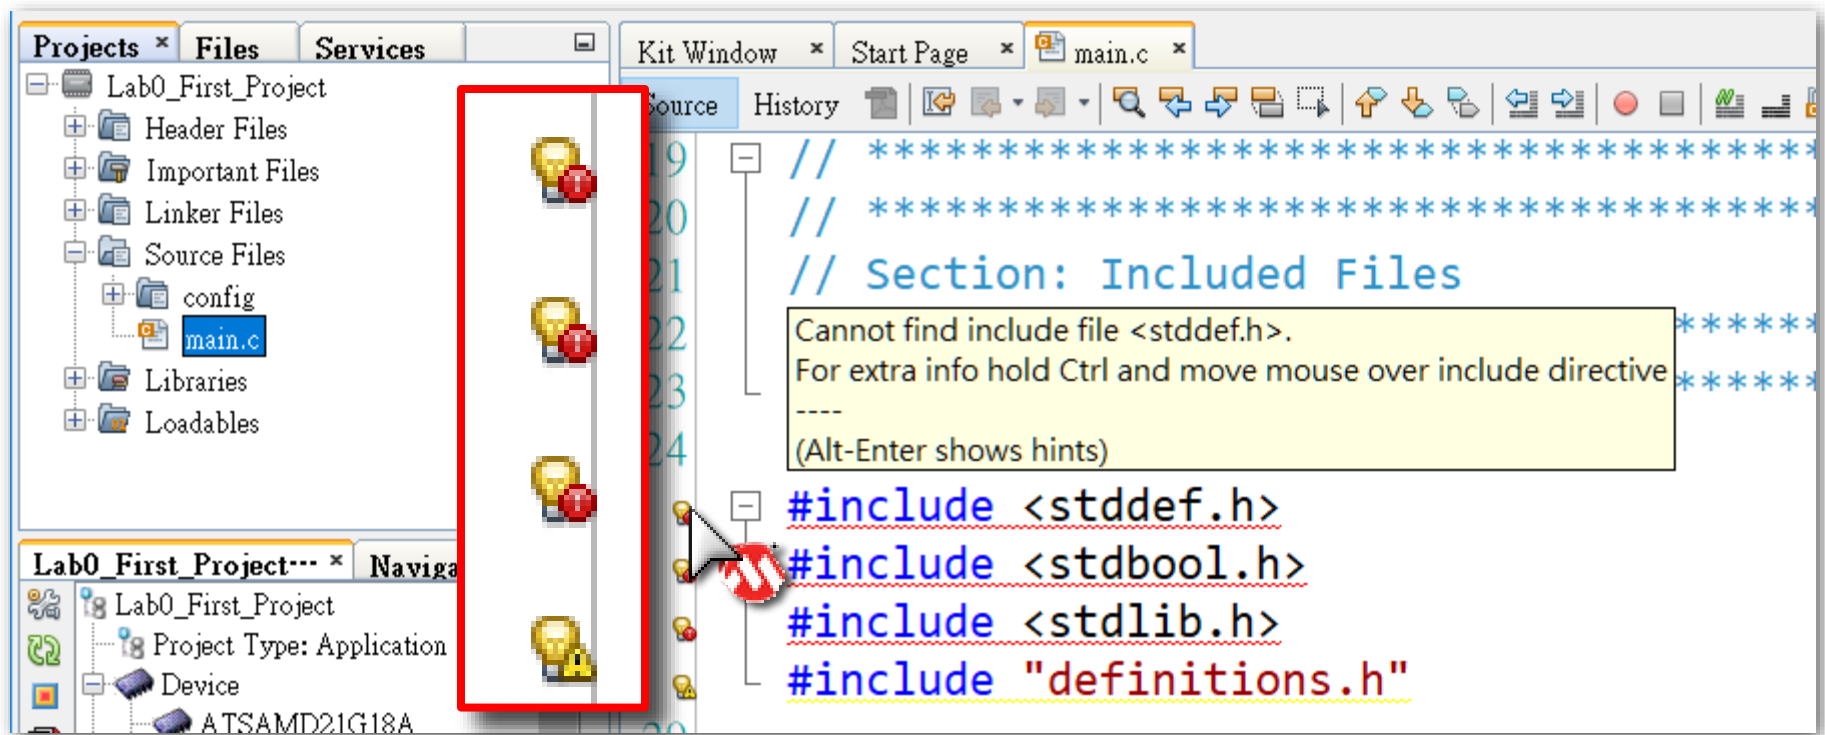 Projects × Files Services
Lab0_First_Project
Header Files
Important Files
Linker Files
Source Files
config
main.c
Libraries
Loadables
Lab0_First_Project... × Naviga
Lab0_First_Project
Project Type: Application
Device
ATSAMD21G18A
Kit Window × Start Page × main.c ×
Source History
19 // *************************************
20 // *************************************
21 // Section: Included Files
22 *****
23 *****
24
Cannot find include file <stddef.h>.
For extra info hold Ctrl and move mouse over include directive
----
(Alt-Enter shows hints)
#include <stddef.h>
#include <stdbool.h>
#include <stdlib.h>
#include "definitions.h"